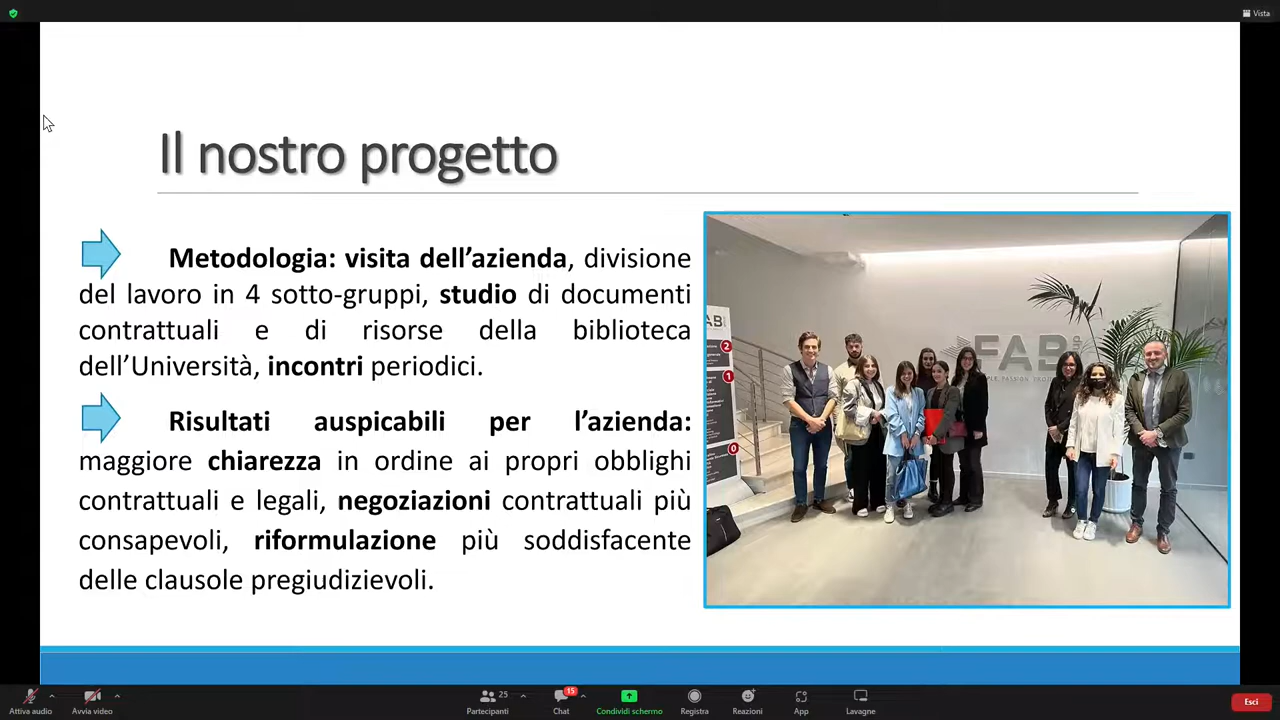 Vista
Il nostro progetto
Metodologia: visita dell'azienda, divisione
del lavoro in 4 sotto-gruppi, studio di documenti
contrattuali e di risorse della biblioteca
dell'Università, incontri periodici.
Risultati auspicabili per l'azienda:
maggiore chiarezza in ordine ai propri obblighi
contrattuali e legali, negoziazioni contrattuali più
consapevoli, riformulazione più soddisfacente
delle clausole pregiudizievoli.
FAB
2
1
0
Attiva audio
Avvia video
25
Partecipanti
15
Chat
Condividi schermo
Registra
Reazioni
App
Lavagne
Esci